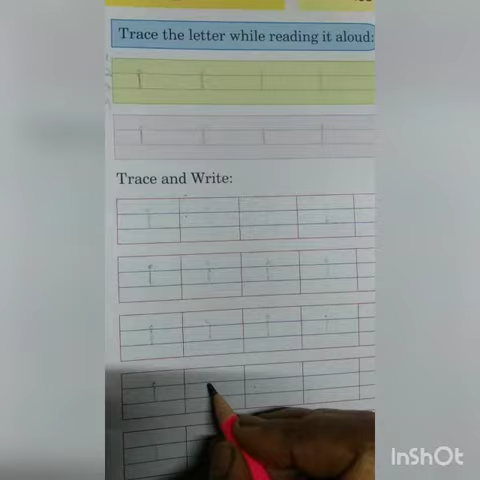 Trace the letter while reading it aloud:
i i i i
i i i i
Trace and Write:
i
i i i i
i i i i
i
InShOt